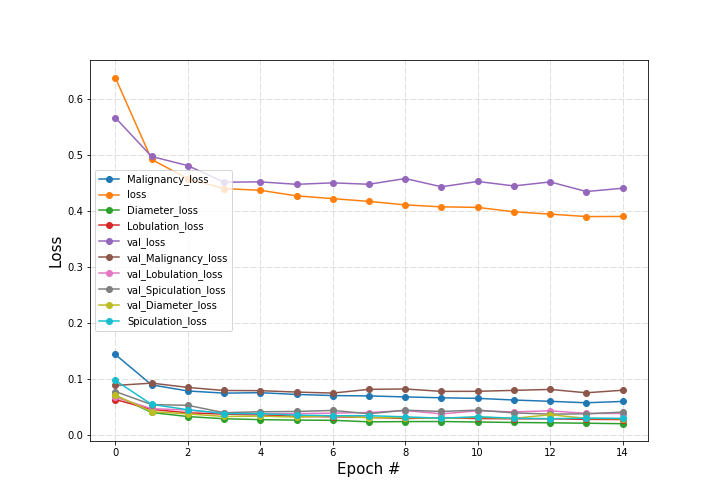 0.6
0.5
0.4
0.3
0.2
0.1
0.0
Loss
Malignancy_loss
loss
Diameter_loss
Lobulation_loss
val_loss
val_Malignancy_loss
val_Lobulation_loss
val_Spiculation_loss
val_Diameter_loss
Spiculation_loss
0 2 4 6 8 10 12 14
Epoch #